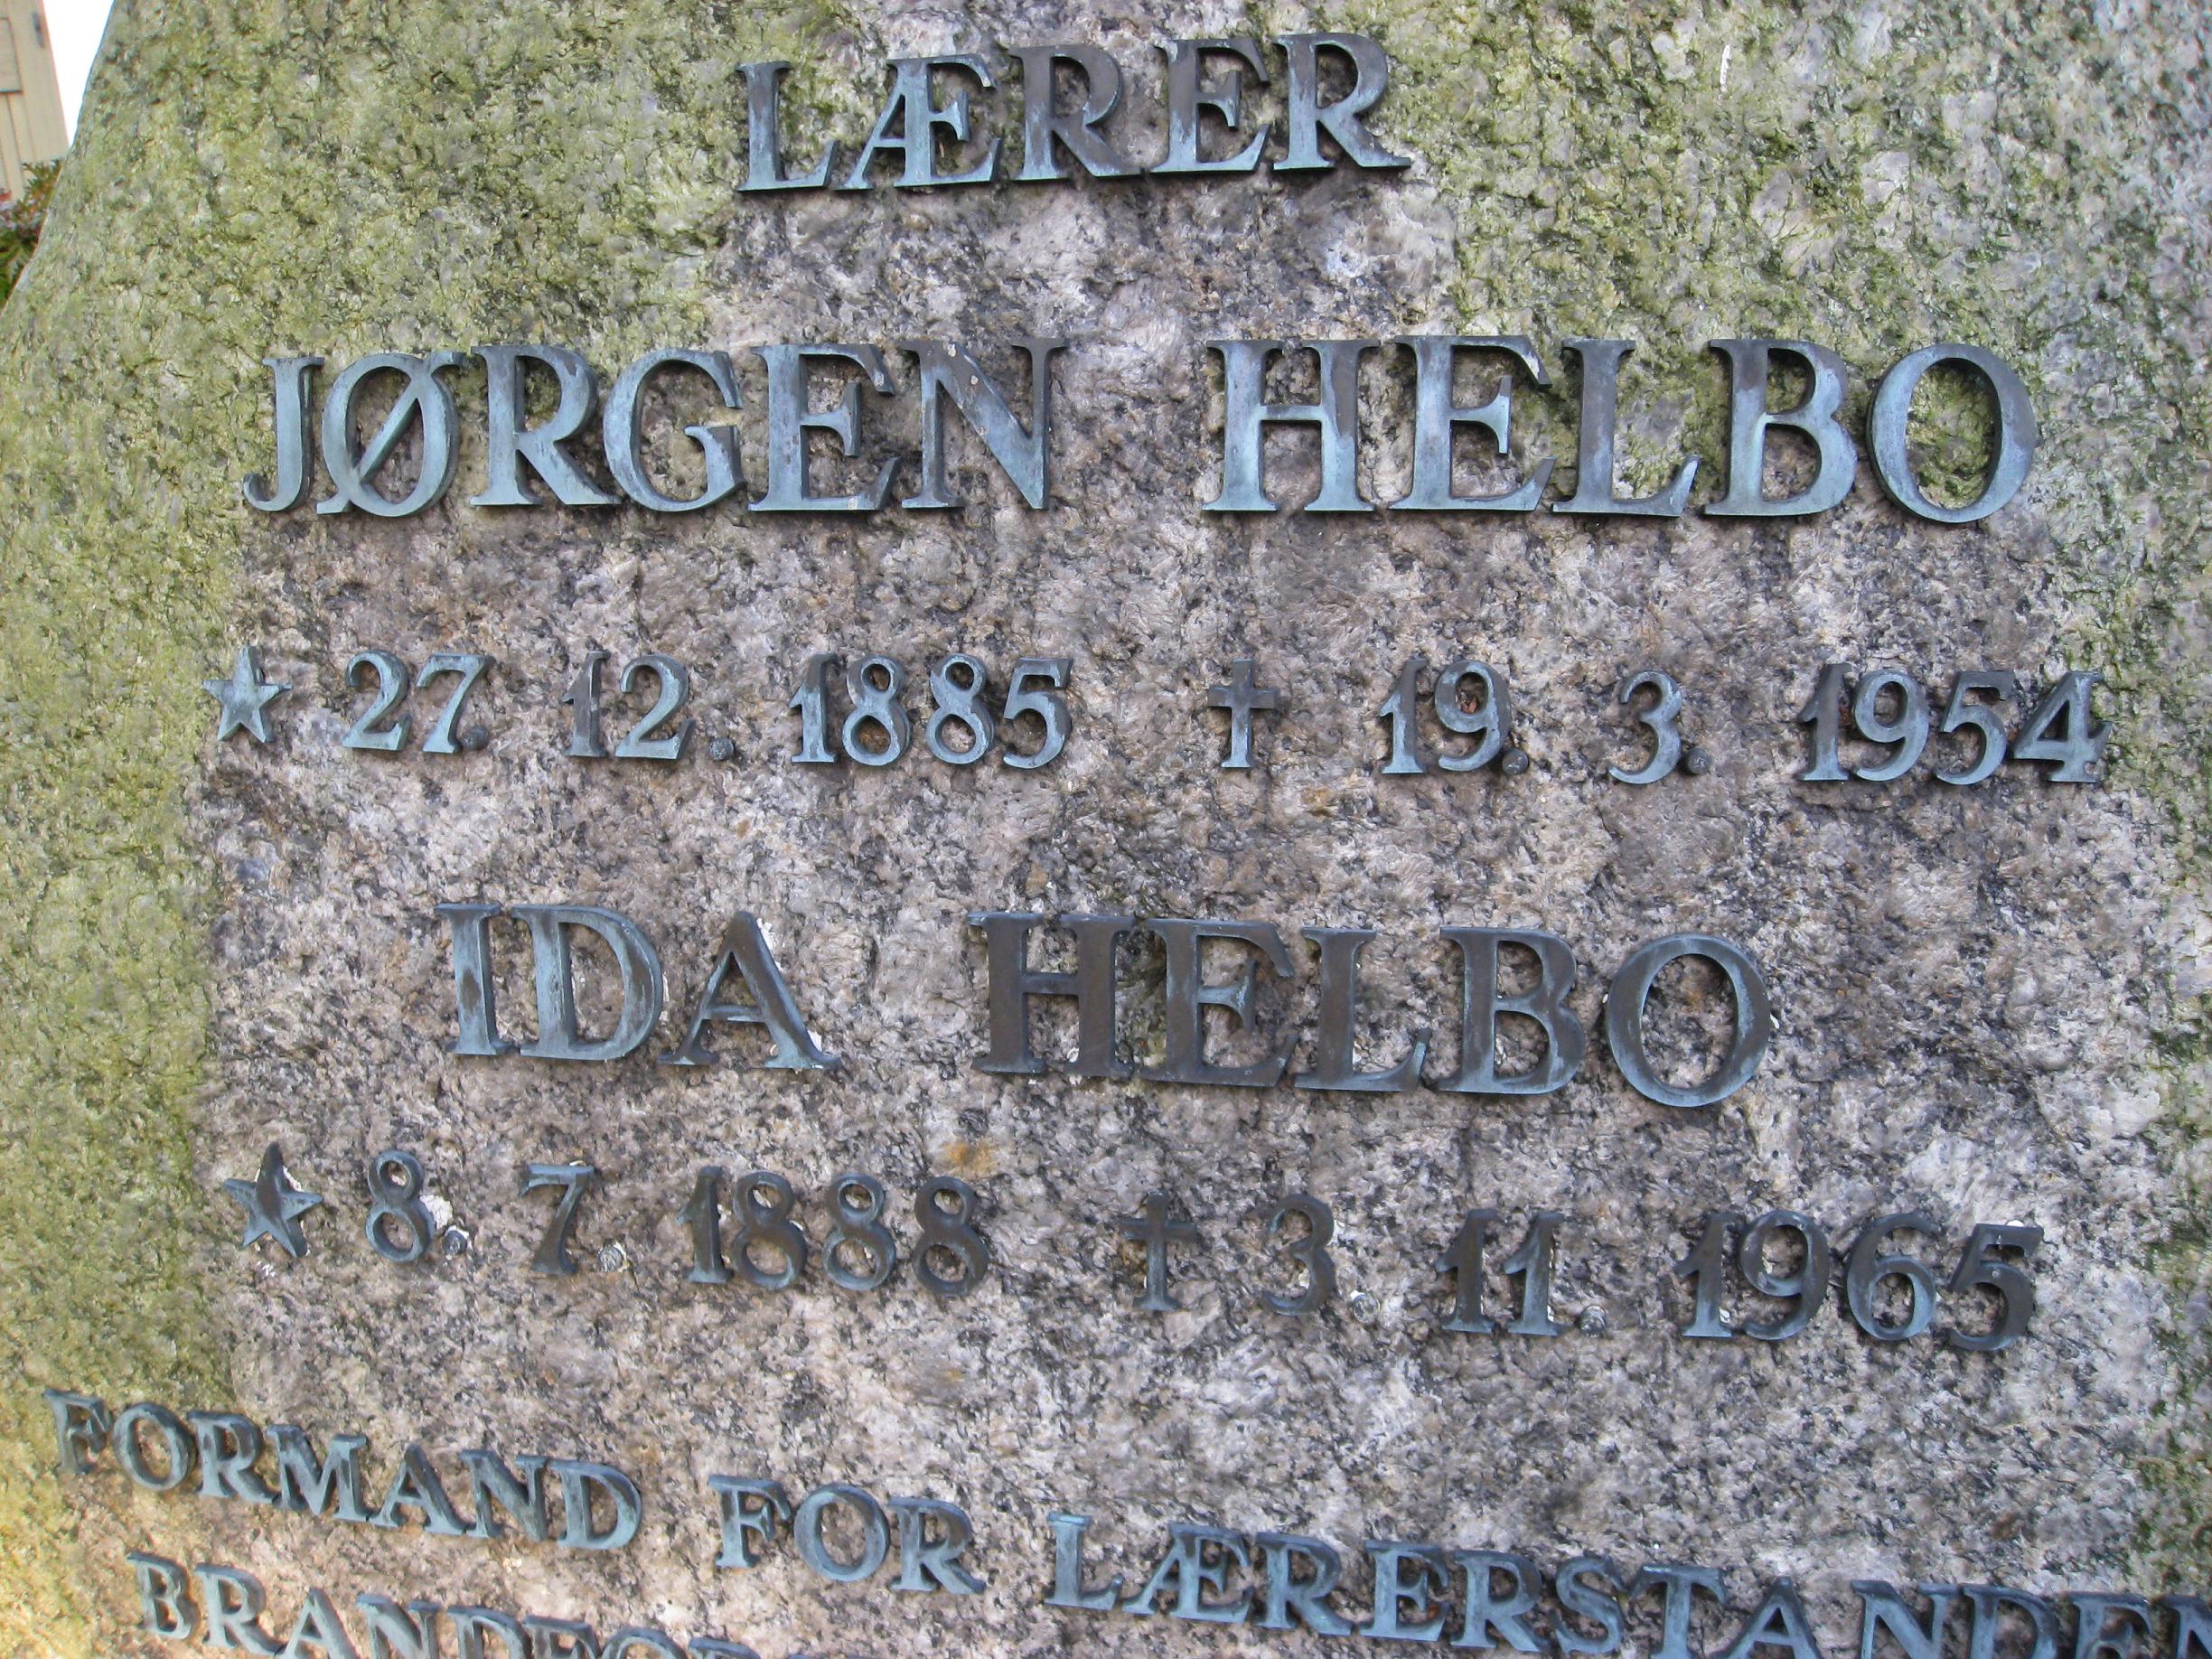 LÆRER
JØRGEN HELBO
★ 27. 12. 1885 † 19. 3. 1954
IDA HELBO
★ 8. 7. 1888 † 3. 11. 1965
FORMAND FOR LÆRERSTANDEN